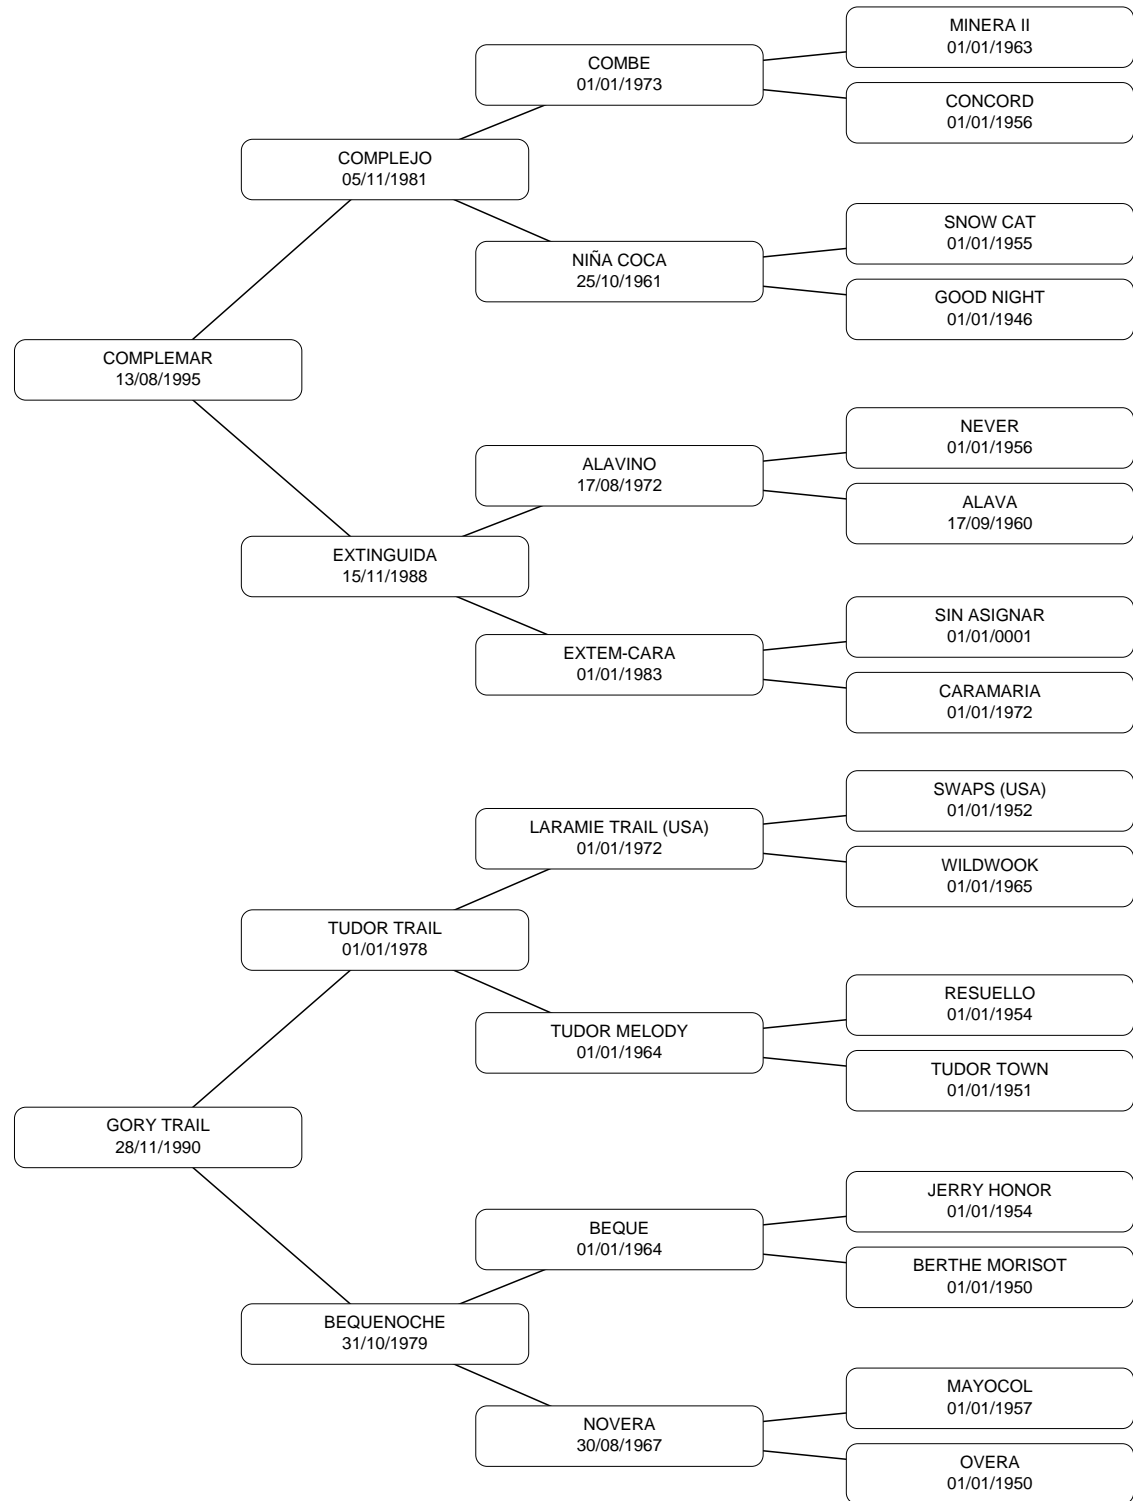 MINERA II
01/01/1963
COMBE
01/01/1973
CONCORD
01/01/1956
COMPLEJO
05/11/1981
SNOW CAT
01/01/1955
NIÑA COCA
25/10/1961
GOOD NIGHT
01/01/1946
COMPLEMAR
13/08/1995
NEVER
01/01/1956
ALAVINO
17/08/1972
ALAVA
17/09/1960
EXTINGUIDA
15/11/1988
SIN ASIGNAR
01/01/0001
EXTEM-CARA
01/01/1983
CARAMARIA
01/01/1972
SWAPS (USA)
01/01/1952
LARAMIE TRAIL (USA)
01/01/1972
WILDWOOK
01/01/1965
TUDOR TRAIL
01/01/1978
RESUELLO
01/01/1954
TUDOR MELODY
01/01/1964
TUDOR TOWN
01/01/1951
GORY TRAIL
28/11/1990
JERRY HONOR
01/01/1954
BEQUE
01/01/1964
BERTHE MORISOT
01/01/1950
BEQUENOCHE
31/10/1979
MAYOCOL
01/01/1957
NOVERA
30/08/1967
OVERA
01/01/1950